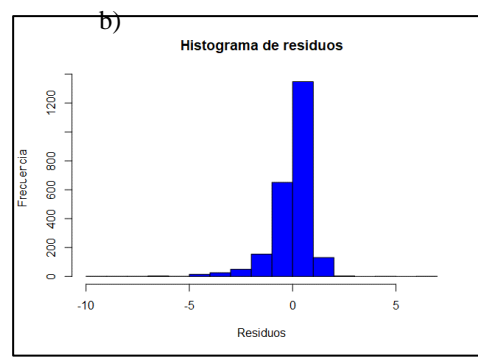 b)
Histograma de residuos
Frecuencia
0 200 400 600 800 1200
-10 -5 0 5
Residuos